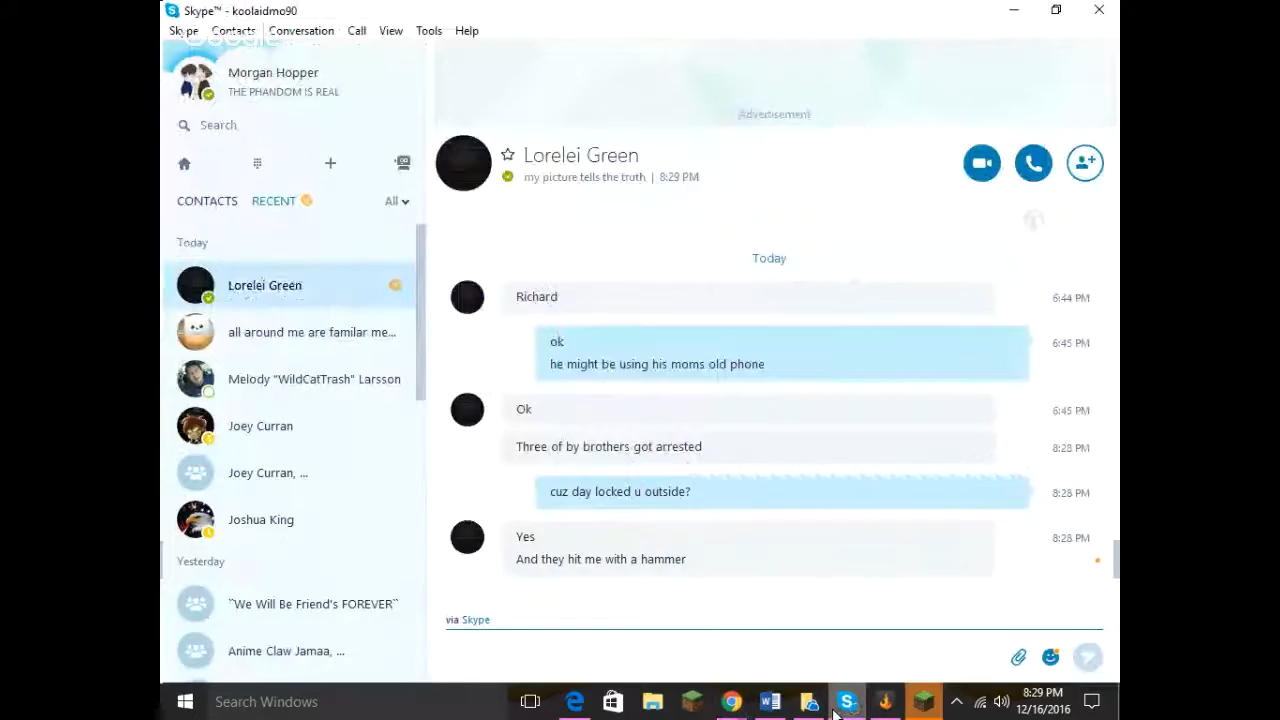 Skype™ - koolaidmo90
Skype Contacts Conversation Call View Tools Help
Google
Morgan Hopper
THE PHANDOM IS REAL
Search
CONTACTS RECENT All
Today
Lorelei Green
all around me are familar me...
Melody "WildCatTrash" Larsson
Joey Curran
Joey Curran, ...
Joshua King
Yesterday
``We Will Be Friend's FOREVER``
Anime Claw Jamaa, ...
Advertisement
Lorelei Green
my picture tells the truth | 8:29 PM
Today
Richard 6:44 PM
ok 6:45 PM
he might be using his moms old phone
Ok 6:45 PM
Three of by brothers got arrested 8:28 PM
cuz day locked u outside? 8:28 PM
Yes 8:28 PM
And they hit me with a hammer
via Skype
Search Windows
8:29 PM
12/16/2016